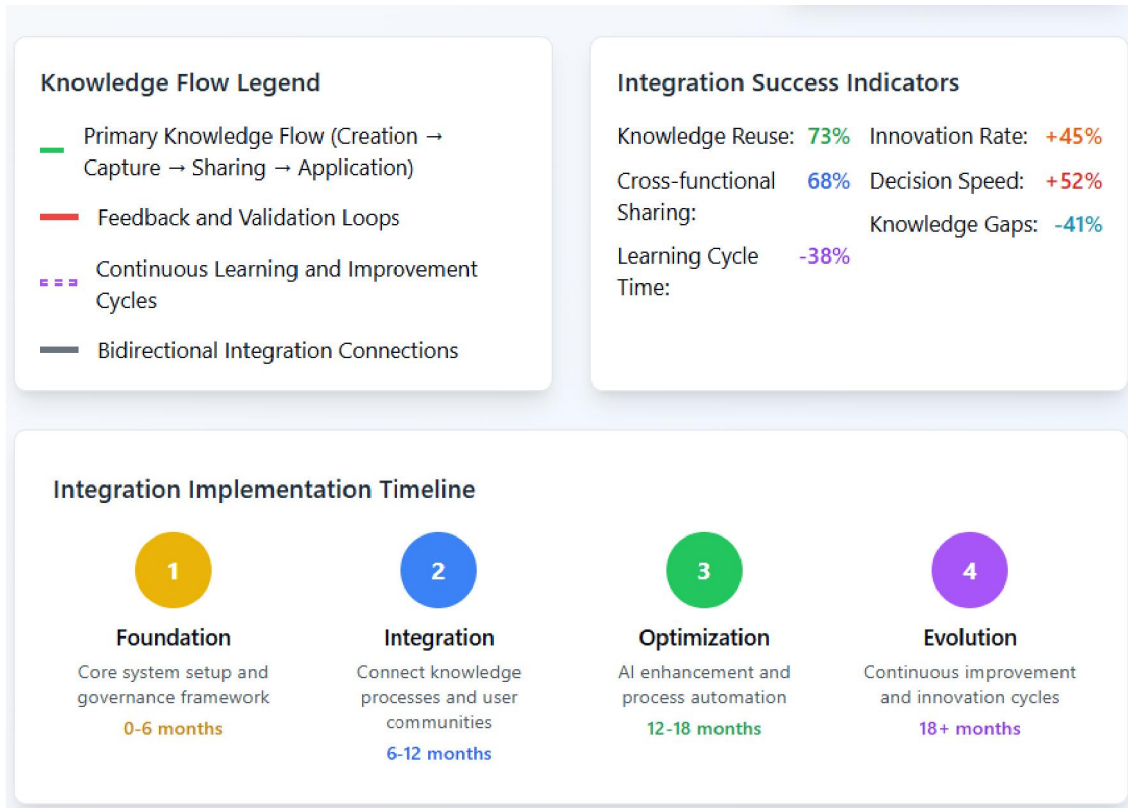 Knowledge Flow Legend
Primary Knowledge Flow (Creation →
Capture → Sharing → Application)
Feedback and Validation Loops
Continuous Learning and Improvement
Cycles
Bidirectional Integration Connections
Integration Success Indicators
Knowledge Reuse: 73%
Cross-functional 68%
Sharing:
Learning Cycle -38%
Time:
Innovation Rate: +45%
Decision Speed: +52%
Knowledge Gaps: -41%
Integration Implementation Timeline
1
Foundation
Core system setup and
governance framework
0-6 months
2
Integration
Connect knowledge
processes and user
communities
6-12 months
3
Optimization
AI enhancement and
process automation
12-18 months
4
Evolution
Continuous improvement
and innovation cycles
18+ months